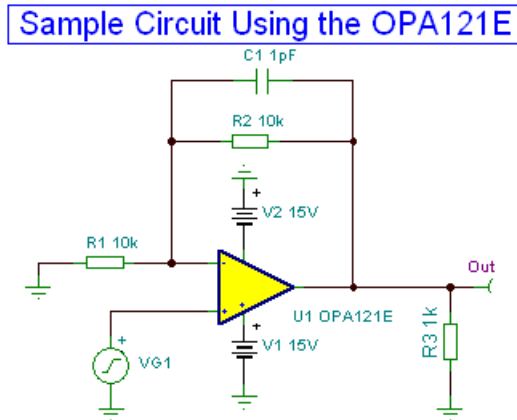 Sample Circuit Using the OPA121E
C1 1pF
R2 10k
+
V2 15V
R1 10k
-
Out
+ +
U1 OPA121E
+
V1 15V
R3 1k
+
VG1